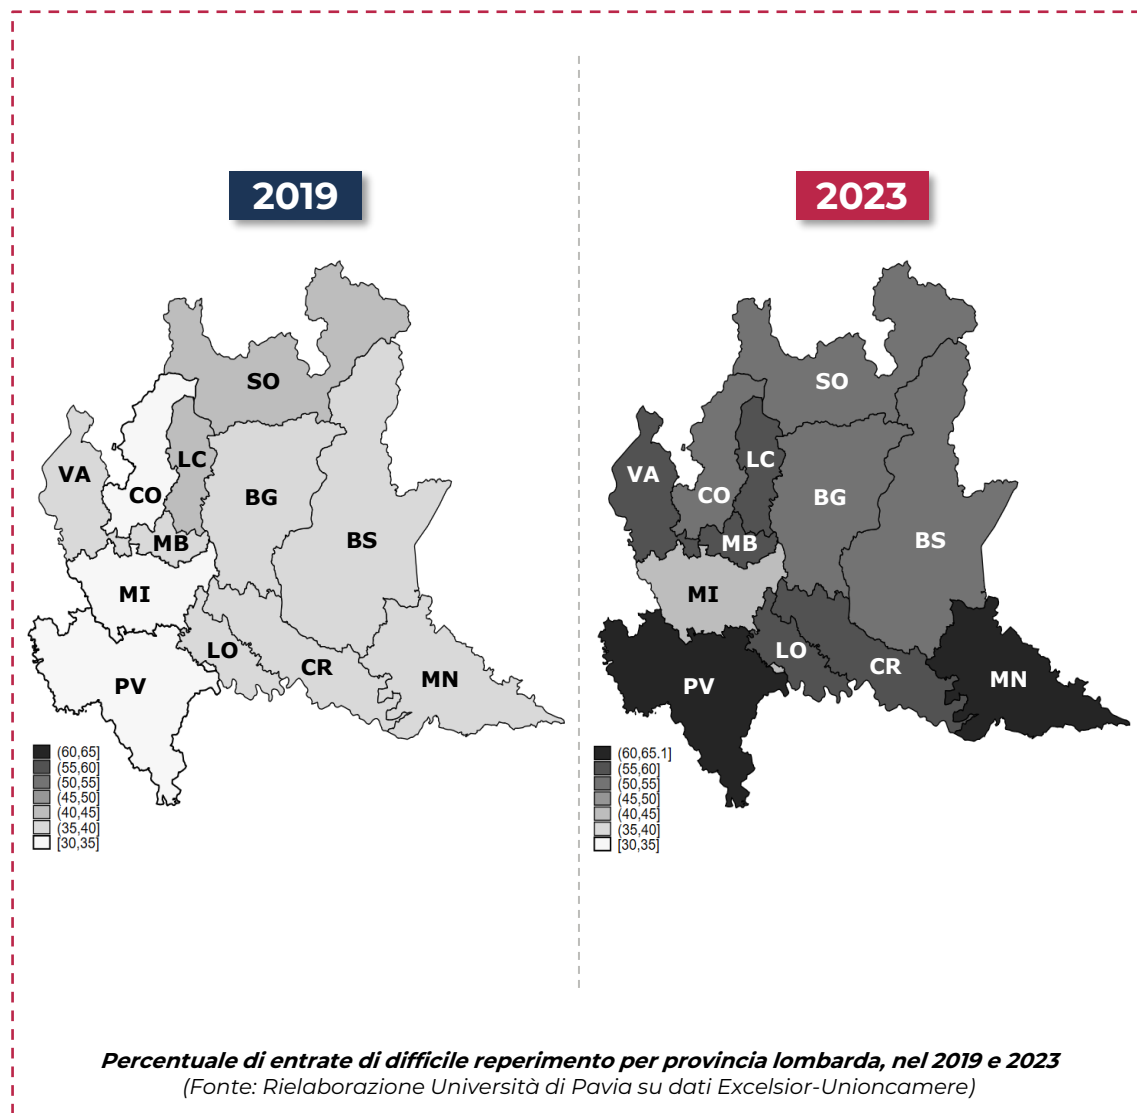 2019
SO
VA
LC
CO
BG
MB
BS
MI
LO
CR
PV
MN
(60,65]
(55,60]
(50,55]
(45,50]
(40,45]
(35,40]
[30,35]
2023
SO
VA
LC
CO
BG
MB
BS
MI
LO
CR
PV
MN
(60,65.1]
(55,60]
(50,55]
(45,50]
(40,45]
(35,40]
[30,35]
Percentuale di entrate di difficile reperimento per provincia lombarda, nel 2019 e 2023
(Fonte: Rielaborazione Università di Pavia su dati Excelsior-Unioncamere)